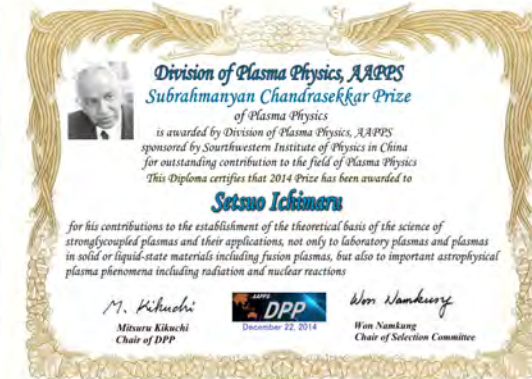 Division of Plasma Physics, AAPPS
Subrahmanyan Chandrasekkar Prize
of Plasma Physics
is awarded by Division of Plasma Physics, AAPPS
sponsored by Sourthwestern Institute of Physics in China
for outstanding contribution to the field of Plasma Physics
This Diploma certifies that 2014 Prize has been awarded to
Setsuo Ichimaru
for his contributions to the establishment of the theoretical basis of the science of
stronglycoupled plasmas and their applications, not only to laboratory plasmas and plasmas
in solid or liquid-state materials including fusion plasmas, but also to important astrophysical
plasma phenomena including radiation and nuclear reactions
M. Kikuchi
AAPPS
DPP
Won Namkung
December 22, 2014
Mitsuru Kikuchi
Chair of DPP
Won Namkung
Chair of Selection Committee